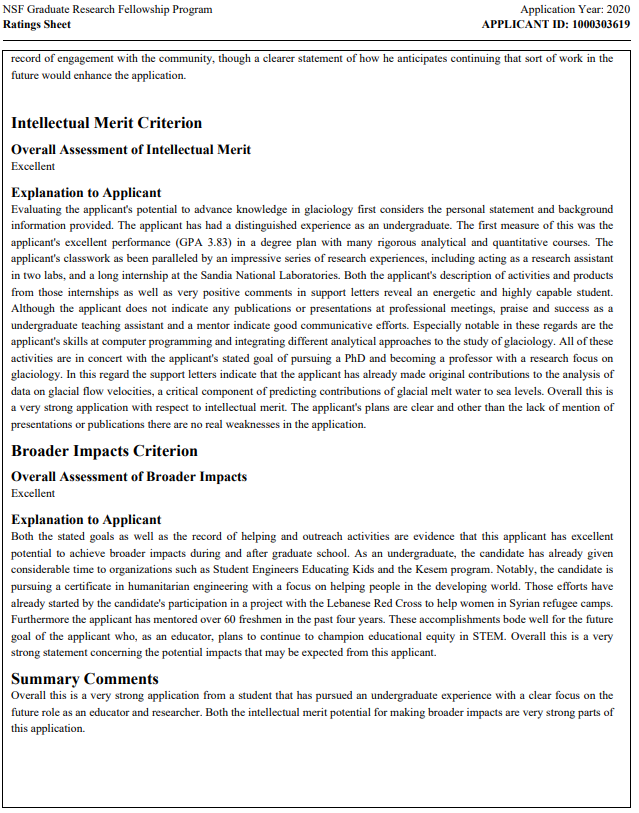 NSF Graduate Research Fellowship Program
Application Year: 2020
Ratings Sheet
APPLICANT ID: 1000303619
record of engagement with the community, though a clearer statement of how he anticipates continuing that sort of work in the
future would enhance the application.
Intellectual Merit Criterion
Overall Assessment of Intellectual Merit
Excellent
Explanation to Applicant
Evaluating the applicant's potential to advance knowledge in glaciology first considers the personal statement and background
information provided. The applicant has had a distinguished experience as an undergraduate. The first measure of this was the
applicant's excellent performance (GPA 3.83) in a degree plan with many rigorous analytical and quantitative courses. The
applicant's classwork as been paralleled by an impressive series of research experiences, including acting as a research assistant
in two labs, and a long internship at the Sandia National Laboratories. Both the applicant's description of activities and products
from those internships as well as very positive comments in support letters reveal an energetic and highly capable student.
Although the applicant does not indicate any publications or presentations at professional meetings, praise and success as a
undergraduate teaching assistant and a mentor indicate good communicative efforts. Especially notable in these regards are the
applicant's skills at computer programming and integrating different analytical approaches to the study of glaciology. All of these
activities are in concert with the applicant's stated goal of pursuing a PhD and becoming a professor with a research focus on
glaciology. In this regard the support letters indicate that the applicant has already made original contributions to the analysis of
data on glacial flow velocities, a critical component of predicting contributions of glacial melt water to sea levels. Overall this is
a very strong application with respect to intellectual merit. The applicant's plans are clear and other than the lack of mention of
presentations or publications there are no real weaknesses in the application.
Broader Impacts Criterion
Overall Assessment of Broader Impacts
Excellent
Explanation to Applicant
Both the stated goals as well as the record of helping and outreach activities are evidence that this applicant has excellent
potential to achieve broader impacts during and after graduate school. As an undergraduate, the candidate has already given
considerable time to organizations such as Student Engineers Educating Kids and the Kesem program. Notably, the candidate is
pursuing a certificate in humanitarian engineering with a focus on helping people in the developing world. Those efforts have
already started by the candidate's participation in a project with the Lebanese Red Cross to help women in Syrian refugee camps.
Furthermore the applicant has mentored over 60 freshmen in the past four years. These accomplishments bode well for the future
goal of the applicant who, as an educator, plans to continue to champion educational equity in STEM. Overall this is a very
strong statement concerning the potential impacts that may be expected from this applicant.
Summary Comments
Overall this is a very strong application from a student that has pursued an undergraduate experience with a clear focus on the
future role as an educator and researcher. Both the intellectual merit potential for making broader impacts are very strong parts of
this application.